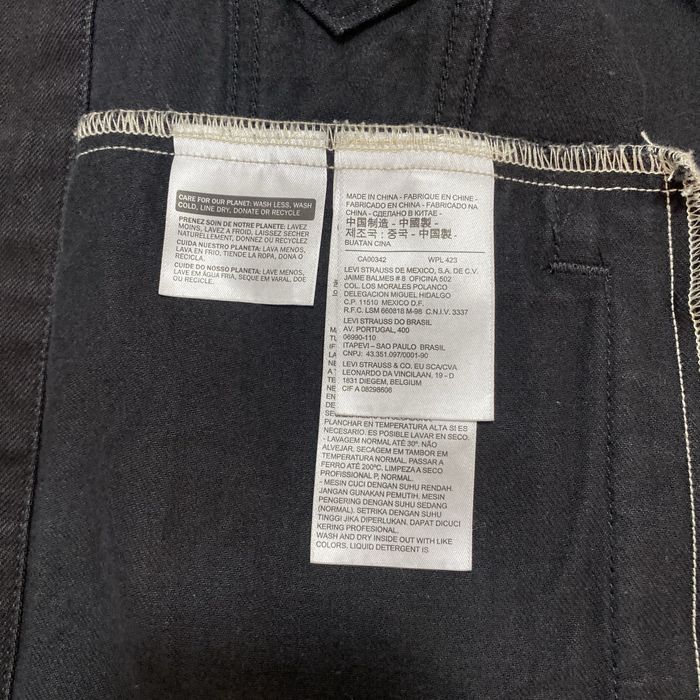 CARE FOR OUR PLANET: WASH LESS, WASH
COLD, LINE DRY, DONATE OR RECYCLE
PRENEZ SOIN DE NOTRE PLANETE: LAVEZ
MOINS, LAVEZ A FROID, LAISSEZ SECHER
NATURELLEMENT, DONNEZ OU RECYCLEZ
CUIDA NUESTRO PLANETA: LAVA MENOS,
LAVA EN FRIO, TIENDE LA ROPA, DONA O
RECICLA
CUIDE DO NOSSO PLANETA: LAVE MENOS,
LAVE EM ÁGUA FRIA, SEQUE EM VARAL, DOE
OU RECICLE
MADE IN CHINA - FABRIQUE EN CHINE -
FABRICADO EN CHINA - FABRICADO NA
CHINA - СДЕЛАНО В КИТАЕ -
中国制造 - 中國製 -
제조국 : 중국 - 中國製 -
BUATAN CINA
CA00342 WPL 423
LEVI STRAUSS DE MEXICO, S.A. DE C.V.
JAIME BALMES # 8 OFICINA 602
COL. LOS MORALES POLANCO
DELEGACION MIGUEL HIDALGO
C.P. 11510 MEXICO D.F.
R.F.C. LSM 660818 M-98 C.N.I.V. 3337
LEVI STRAUSS DO BRASIL
AV. PORTUGAL, 400
06990-110
ITAPEVI – SAO PAULO BRASIL
CNPJ: 43.351.097/0001-90
LEVI STRAUSS & CO. EU SCA/CVA
LEONARDO DA VINCILAAN, 19 - D
1831 DIEGEM, BELGIUM
CIF A 08298606
PLANCHAR EN TEMPERATURA ALTA SI ES
NECESARIO. ES POSIBLE LAVAR EN SECO.
- LAVAGEM NORMAL ATÉ 30º. NÃO
ALVEJAR. SECAGEM EM TAMBOR EM
TEMPERATURA NORMAL. PASSAR A
FERRO ATÉ 200ºC. LIMPEZA A SECO
PROFISSIONAL P, NORMAL.
- MESIN CUCI DENGAN SUHU RENDAH.
JANGAN GUNAKAN PEMUTIH. MESIN
PENGERING DENGAN SUHU SEDANG
(NORMAL). SETRIKA DENGAN SUHU
TINGGI JIKA DIPERLUKAN. DAPAT DICUCI
KERING PROFESIONAL.
WASH AND DRY INSIDE OUT WITH LIKE
COLORS, LIQUID DETERGENT IS